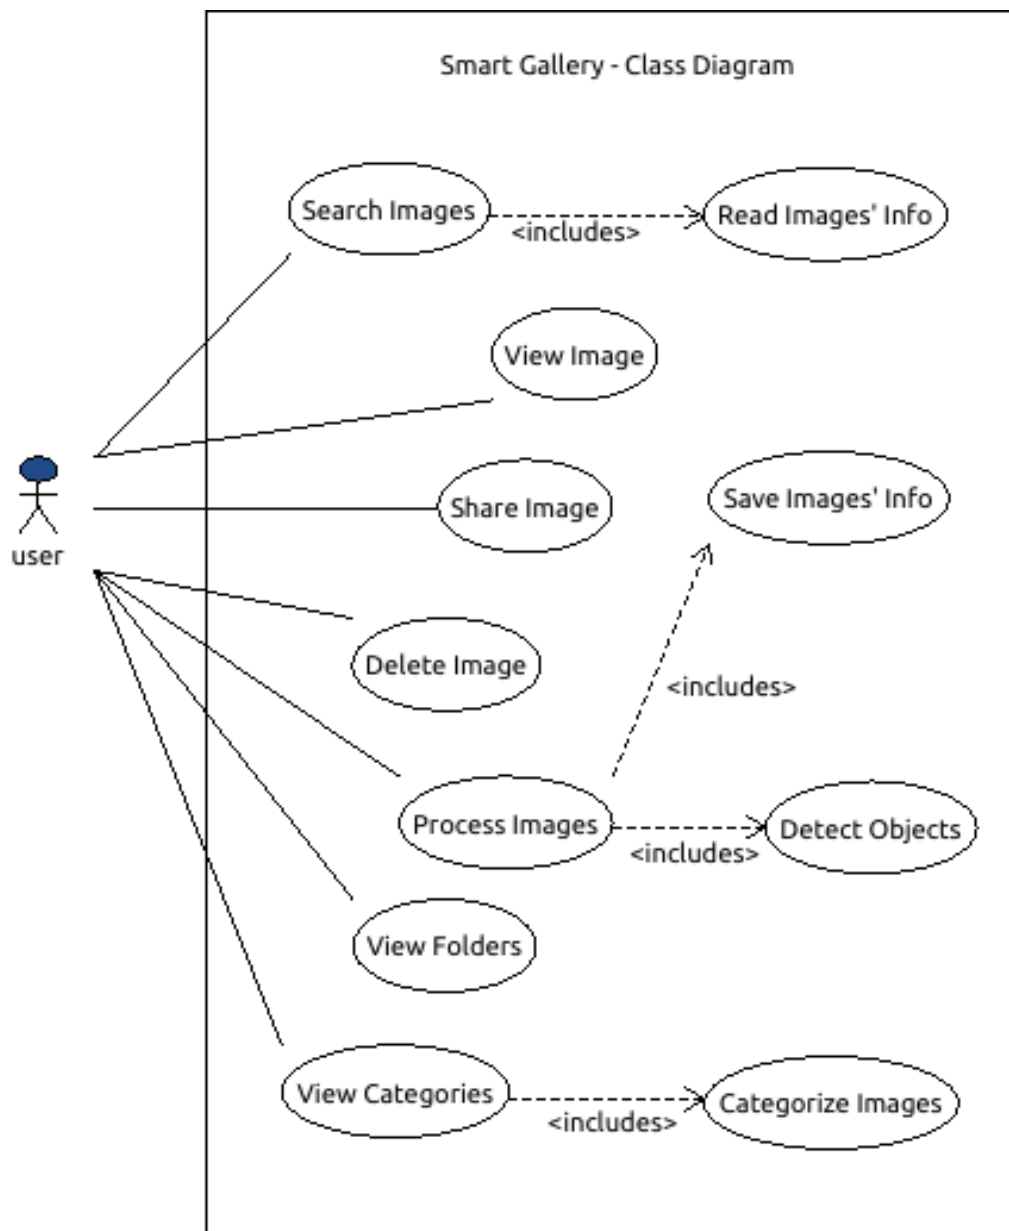 Smart Gallery - Class Diagram
Search Images
<includes>
Read Images' Info
View Image
user
Share Image
Save Images' Info
Delete Image
<includes>
Process Images
<includes>
Detect Objects
View Folders
View Categories
<includes>
Categorize Images